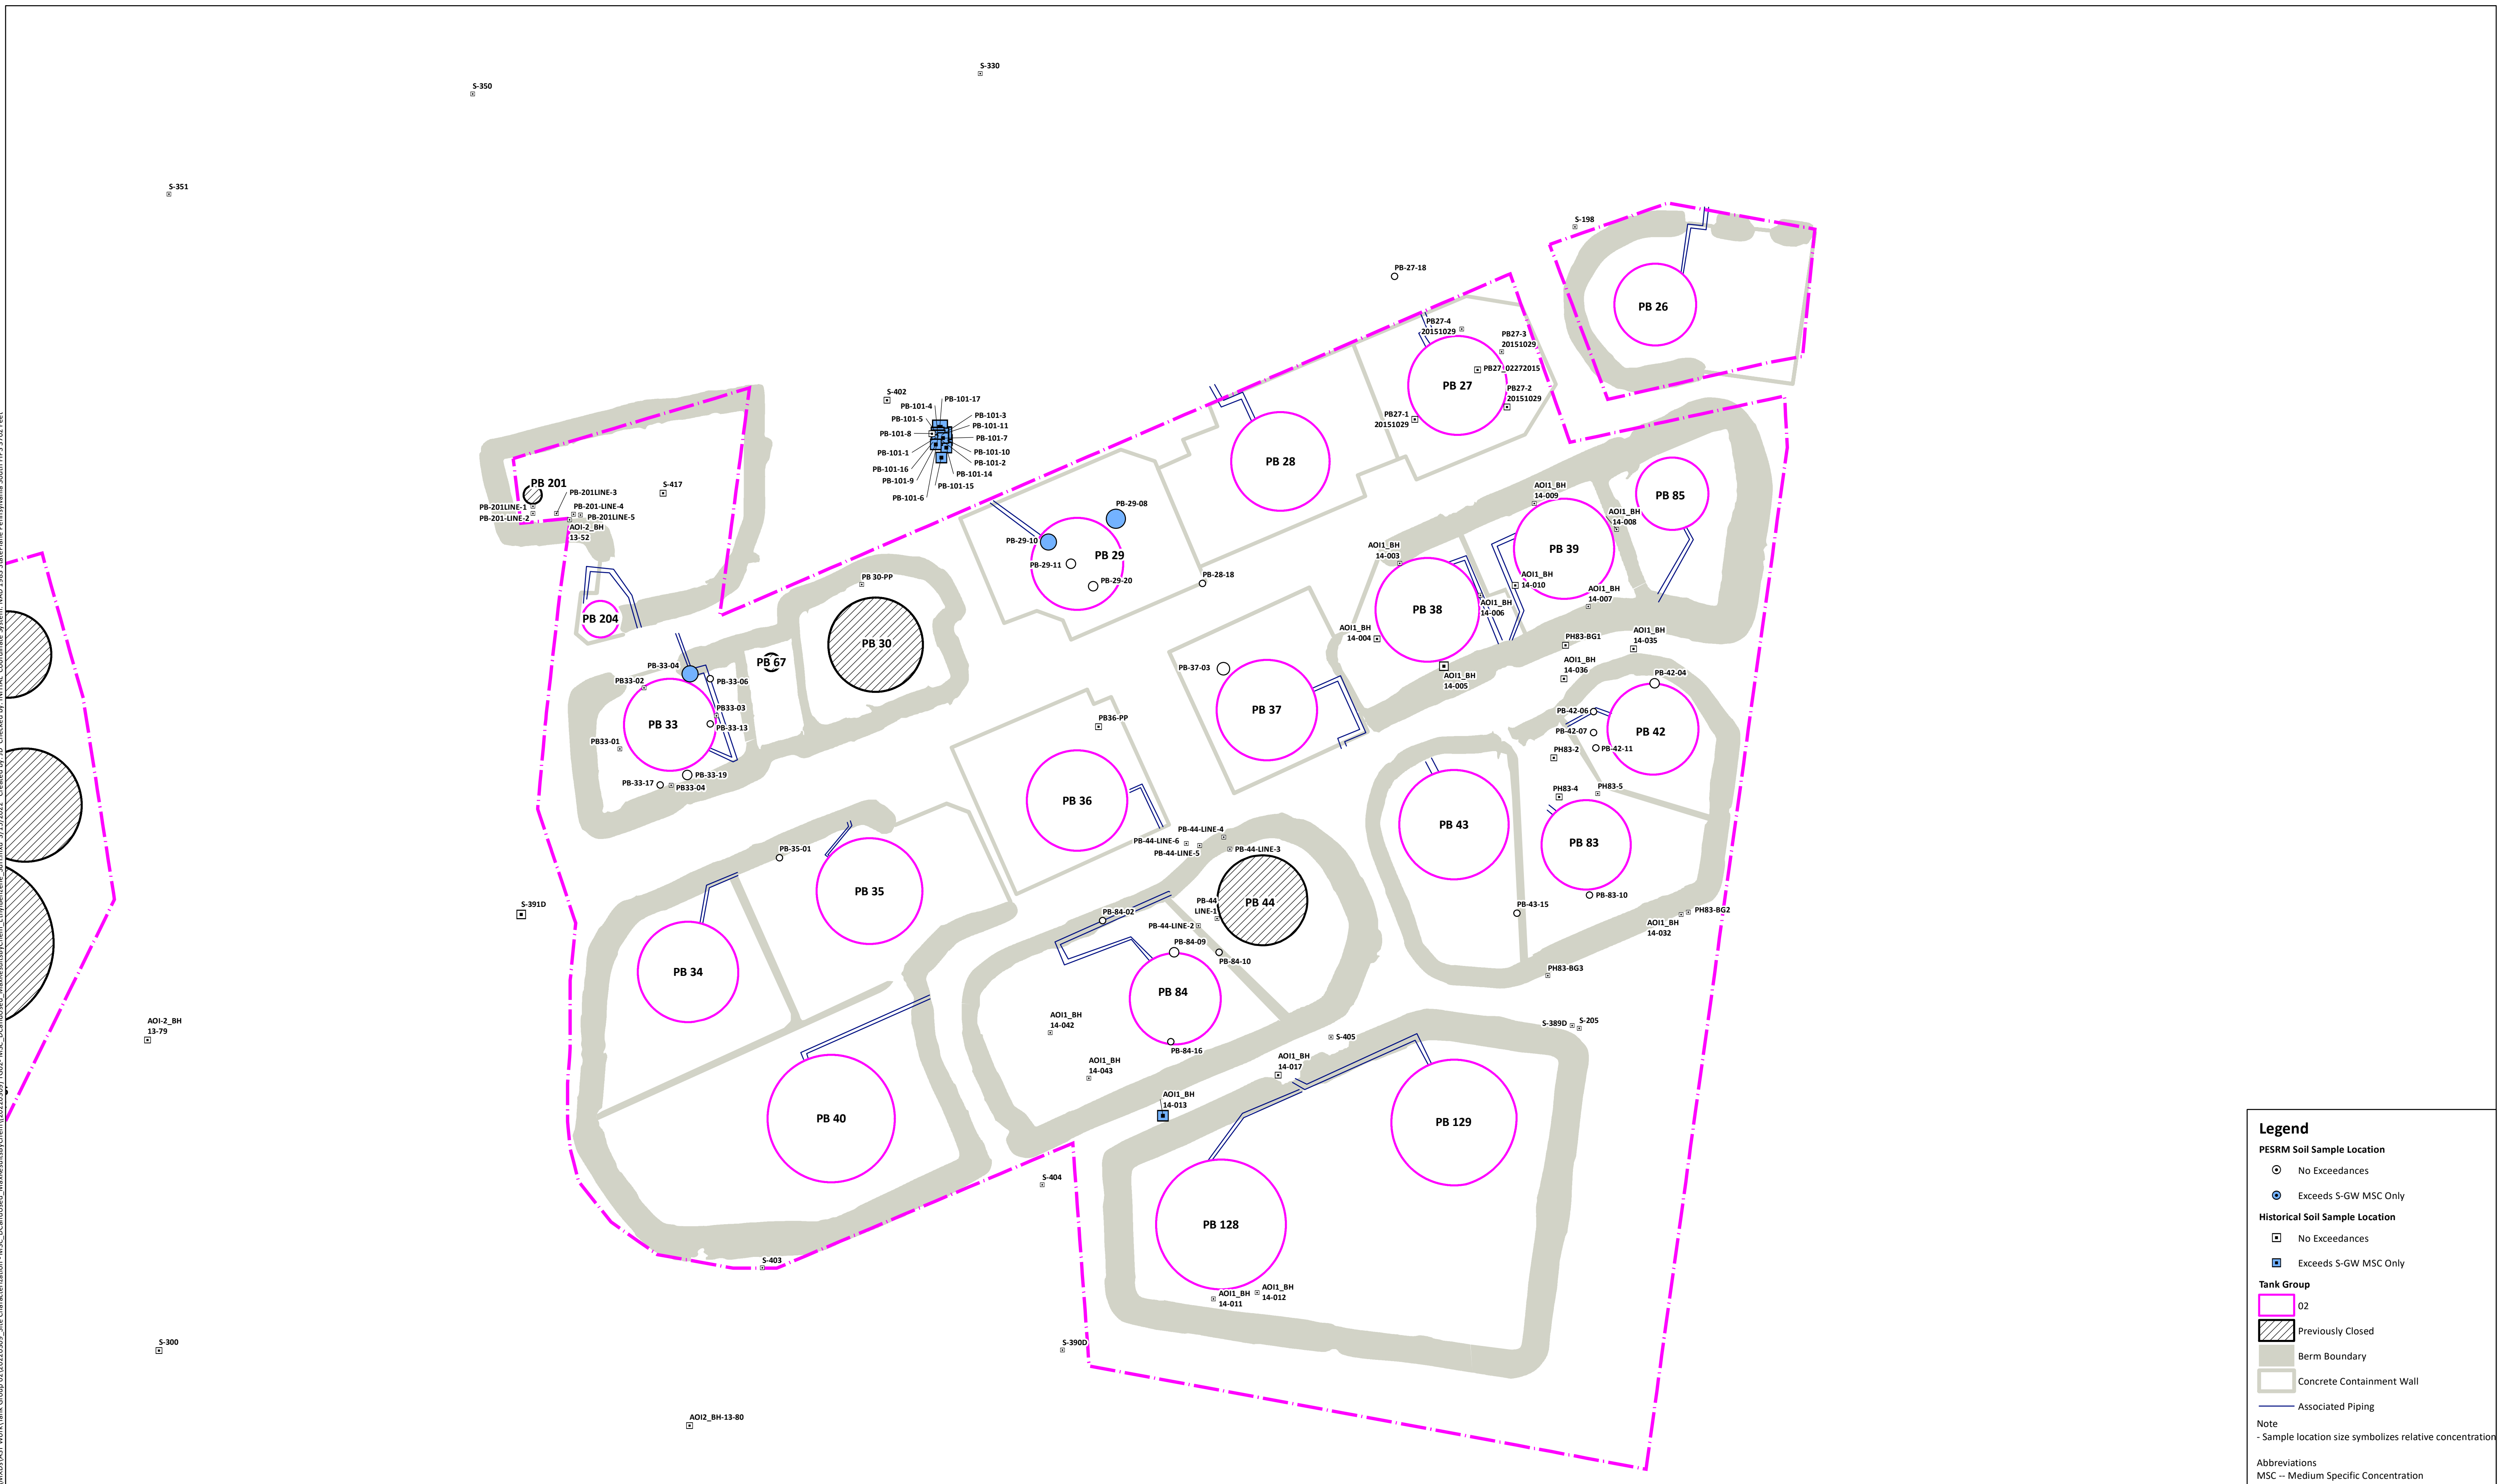 S-330
S-350
S-351
S-198
PB-27-18
PB 26
PB27-4
20151029
PB27-3
20151029
PB27_02272015
PB 27
PB27-2
20151029
PB27-1
20151029
S-402
PB-101-17
PB-101-4
PB-101-3
PB-101-5
PB-101-11
PB-101-8
PB-101-7
PB-101-1
PB-101-10
PB-101-2
PB-101-16
PB-101-14
PB-101-9
PB-101-15
PB-101-6
PB 28
PB 201
PB-201LINE-3
S-417
PB-201LINE-1
PB-201-LINE-4
PB-201-LINE-2
PB-201LINE-5
AOI-2_BH
13-52
AOI1_BH
14-009
PB 85
AOI1_BH
14-008
PB-29-08
PB-29-10
PB 29
PB-29-11
PB-29-20
PB-28-18
AOI1_BH
14-003
PB 39
AOI1_BH
14-010
AOI1_BH
14-007
PB 38
AOI1_BH
14-006
AOI1_BH
14-004
PB 30-PP
PB 204
PB 30
PH83-BG1
AOI1_BH
14-035
AOI1_BH
14-036
AOI1_BH
14-005
PB-33-04
PB 67
PB-37-03
PB33-02
PB-33-06
PB-42-04
PB33-03
PB 33
PB-33-13
PB 37
PB-42-06
PB-42-07
PB 42
PB33-01
PB36-PP
PB-42-11
PH83-2
PB-33-19
PB-33-17
PB33-04
PB 36
PH83-4
PH83-5
PB 43
PB 83
PB-44-LINE-4
PB-44-LINE-6
PB-44-LINE-5
PB-44-LINE-3
PB-35-01
PB 35
PB-83-10
PB-44
LINE-1
PB 44
S-391D
PB-84-02
PB-43-15
PB-44-LINE-2
PH83-BG2
AOI1_BH
14-032
PB-84-09
PB-84-10
PB 34
PH83-BG3
PB 84
AOI-2_BH
13-79
AOI1_BH
14-042
PB-84-16
S-389D
S-205
S-405
AOI1_BH
14-043
AOI1_BH
14-017
AOI1_BH
14-013
PB 40
PB 129
S-404
PB 128
S-403
AOI1_BH
14-011
AOI1_BH
14-012
S-300
S-390D
AOI2_BH-13-80
Legend
PESRM Soil Sample Location
No Exceedances
Exceeds S-GW MSC Only
Historical Soil Sample Location
No Exceedances
Exceeds S-GW MSC Only
Tank Group
02
Previously Closed
Berm Boundary
Concrete Containment Wall
Associated Piping
Note
- Sample location size symbolizes relative concentration
Abbreviations
MSC -- Medium Specific Concentration